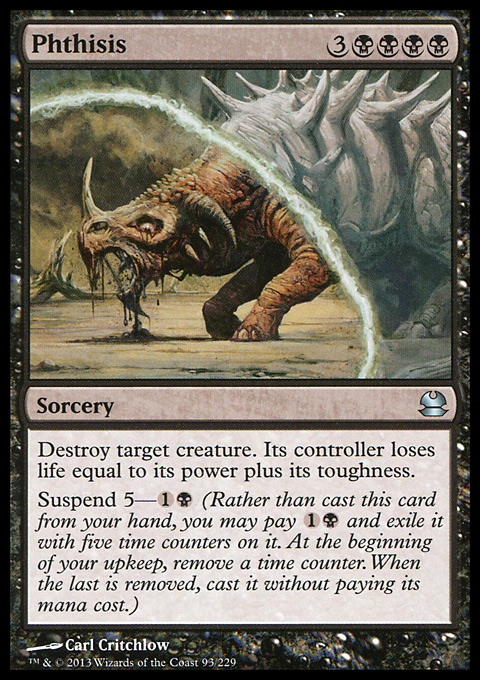 Phthisis 3
Sorcery
Destroy target creature. Its controller loses
life equal to its power plus its toughness.
Suspend 5—1 (Rather than cast this card
from your hand, you may pay 1 and exile it
with five time counters on it. At the beginning
of your upkeep, remove a time counter. When
the last is removed, cast it without paying its
mana cost.)
Carl Critchlow
™ & © 2013 Wizards of the Coast 93/229